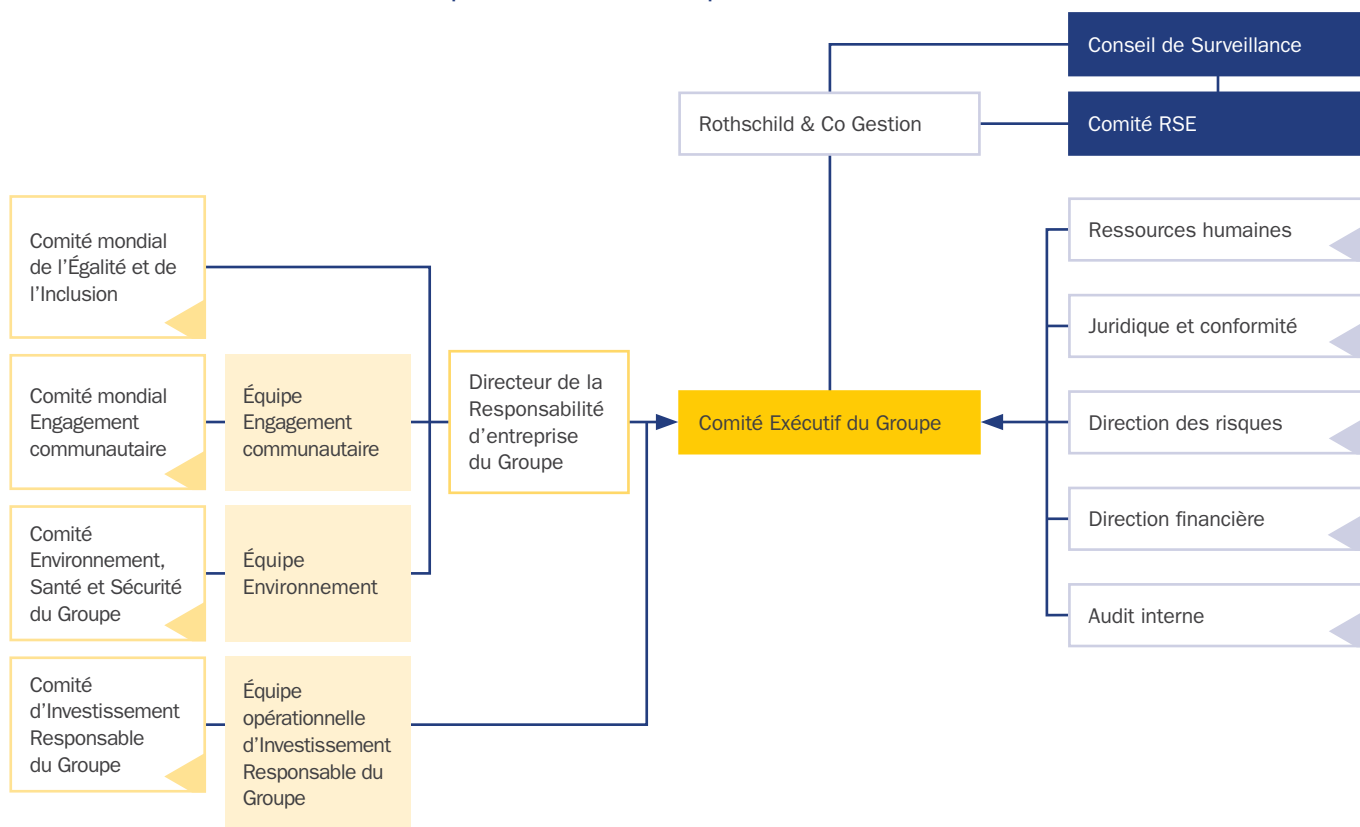 Conseil de Surveillance
Rothschild & Co Gestion
Comité RSE
Comité mondial
de l’Égalité et de
l’Inclusion
Comité mondial
Engagement
communautaire
Équipe
Engagement
communautaire
Comité
Environnement,
Santé et Sécurité
du Groupe
Équipe
Environnement
Comité
d’Investissement
Responsable
du Groupe
Équipe
opérationnelle
d’Investissement
Responsable du
Groupe
Directeur de la
Responsabilité
d’entreprise
du Groupe
Comité Exécutif du Groupe
Ressources humaines
Juridique et conformité
Direction des risques
Direction financière
Audit interne